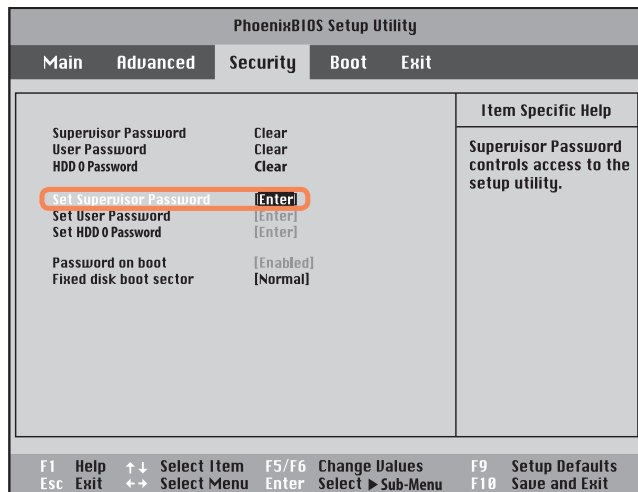 PhoenixBIOS Setup Utility
Main Advanced Security Boot Exit
Supervisor Password Clear
User Password Clear
HDD 0 Password Clear
Set Supervisor Password [Enter]
Set User Password [Enter]
Set HDD 0 Password [Enter]
Password on boot [Enabled]
Fixed disk boot sector [Normal]
Item Specific Help
Supervisor Password
controls access to the
setup utility.
F1 Help ↑↓ Select Item F5/F6 Change Values F9 Setup Defaults
Esc Exit ←→ Select Menu Enter Select ▶ Sub-Menu F10 Save and Exit